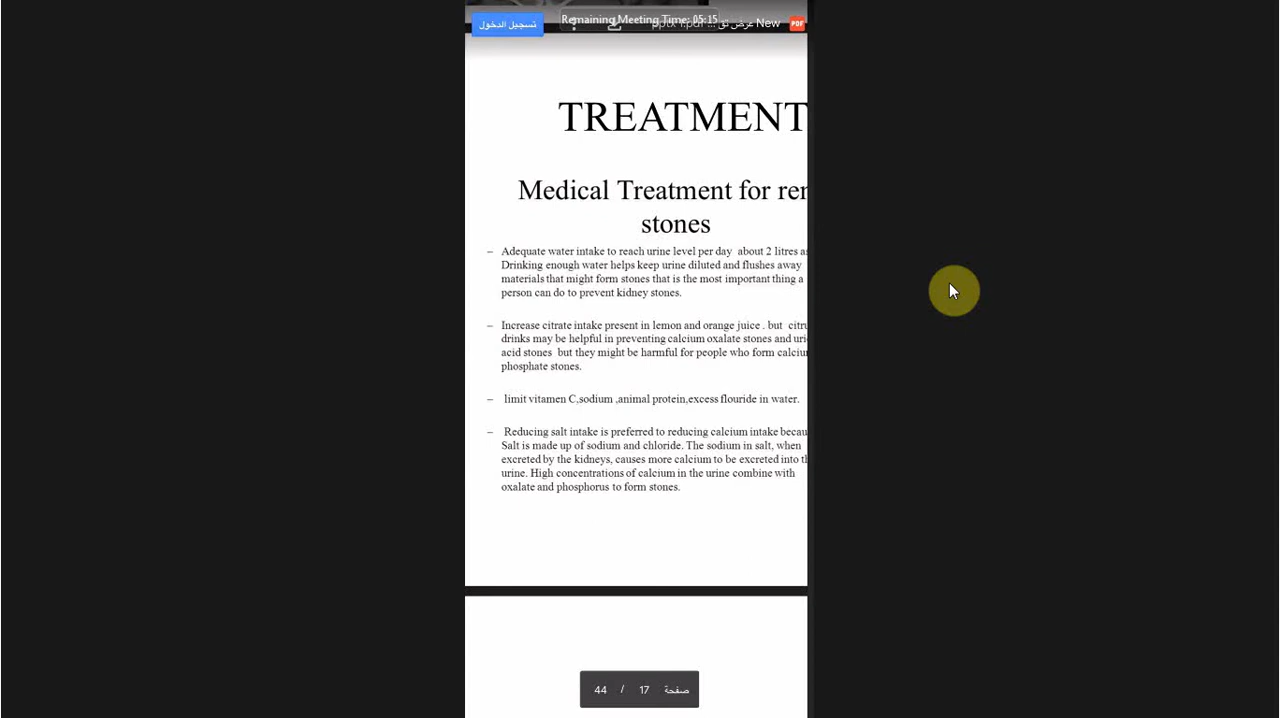 Remaining Meeting Time: 05:15
تسجيل الدخول
New عرض تق ... pptx 1.pdf
PDF
TREATMENT
Medical Treatment for ren
stones
– Adequate water intake to reach urine level per day about 2 litres a
Drinking enough water helps keep urine diluted and flushes away
materials that might form stones that is the most important thing a
person can do to prevent kidney stones.
– Increase citrate intake present in lemon and orange juice . but citru
drinks may be helpful in preventing calcium oxalate stones and uri
acid stones but they might be harmful for people who form calciu
phosphate stones.
– limit vitamen C,sodium ,animal protein,excess flouride in water.
– Reducing salt intake is preferred to reducing calcium intake becau
Salt is made up of sodium and chloride. The sodium in salt, when
excreted by the kidneys, causes more calcium to be excreted into th
urine. High concentrations of calcium in the urine combine with
oxalate and phosphorus to form stones.
صفحة 17 / 44